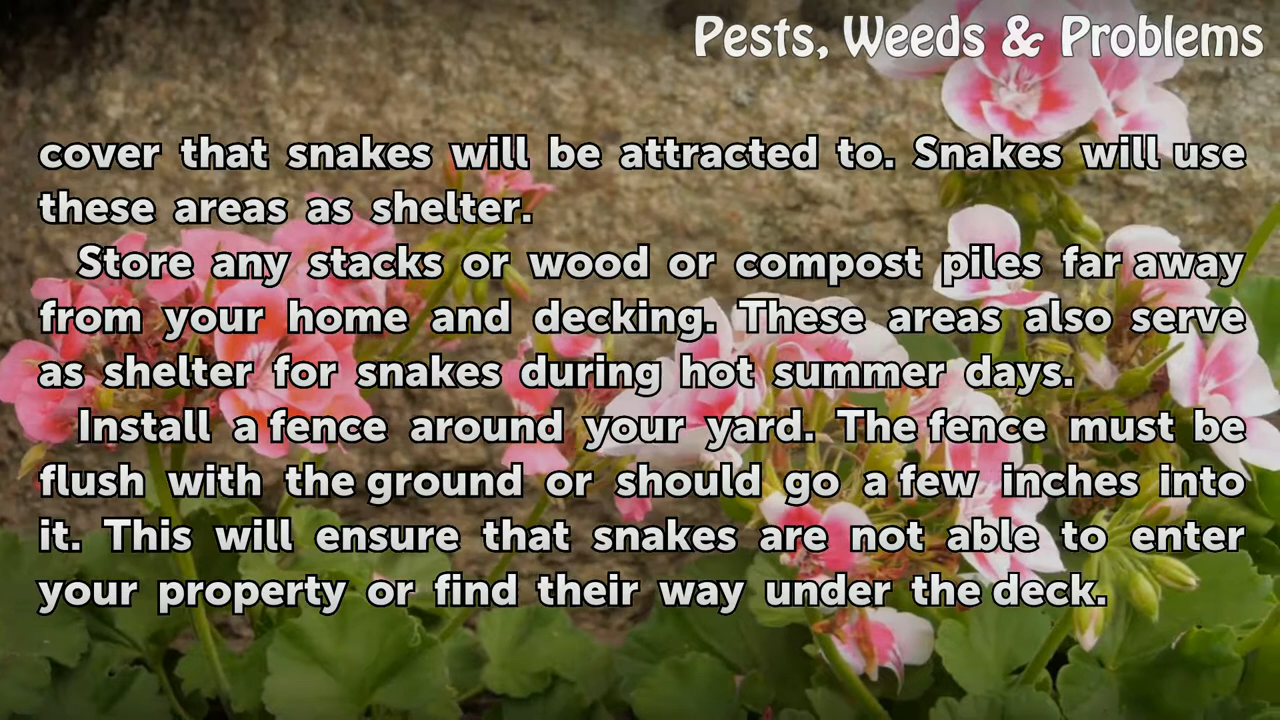 Pests, Weeds & Problems
cover that snakes will be attracted to. Snakes will use
these areas as shelter.
Store any stacks or wood or compost piles far away
from your home and decking. These areas also serve
as shelter for snakes during hot summer days.
Install a fence around your yard. The fence must be
flush with the ground or should go a few inches into
it. This will ensure that snakes are not able to enter
your property or find their way under the deck.